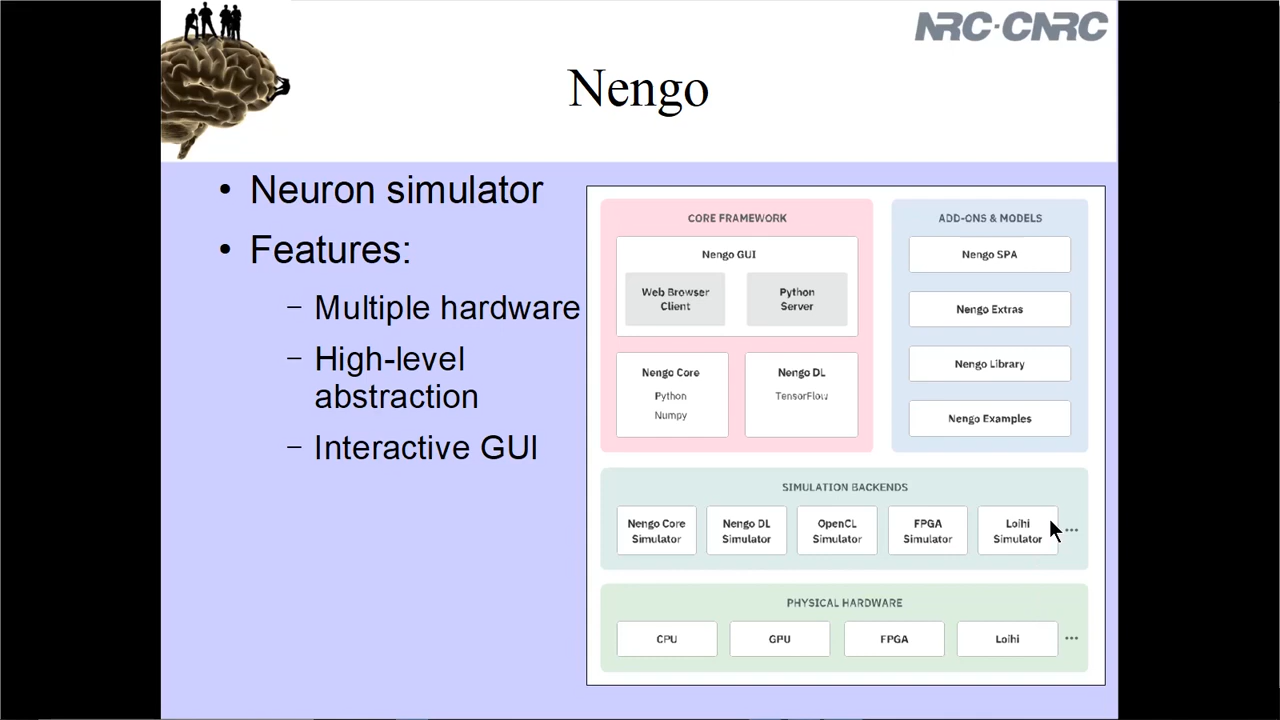 NRC·CNRC
Nengo
• Neuron simulator
• Features:
– Multiple hardware
– High-level
abstraction
– Interactive GUI
CORE FRAMEWORK
Nengo GUI
Web Browser
Client
Python
Server
Nengo Core
Python
Numpy
Nengo DL
TensorFlow
ADD-ONS & MODELS
Nengo SPA
Nengo Extras
Nengo Library
Nengo Examples
SIMULATION BACKENDS
Nengo Core
Simulator
Nengo DL
Simulator
OpenCL
Simulator
FPGA
Simulator
Loihi
Simulator
...
PHYSICAL HARDWARE
CPU
GPU
FPGA
Loihi
...